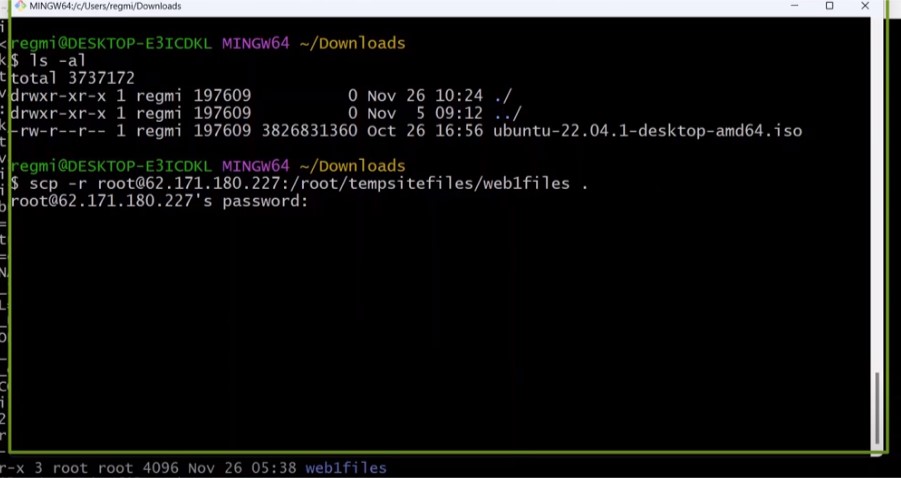 MINGW64:/c/Users/regmi/Downloads
regmi@DESKTOP-E3ICDKL MINGW64 ~/Downloads
$ ls -al
total 3737172
drwxr-xr-x 1 regmi 197609 0 Nov 26 10:24 ./
drwxr-xr-x 1 regmi 197609 0 Nov 5 09:12 ../
-rw-r--r-- 1 regmi 197609 3826831360 Oct 26 16:56 ubuntu-22.04.1-desktop-amd64.iso
regmi@DESKTOP-E3ICDKL MINGW64 ~/Downloads
$ scp -r root@62.171.180.227:/root/tempsitefiles/web1files .
root@62.171.180.227's password:
r-x 3 root root 4096 Nov 26 05:38 web1files